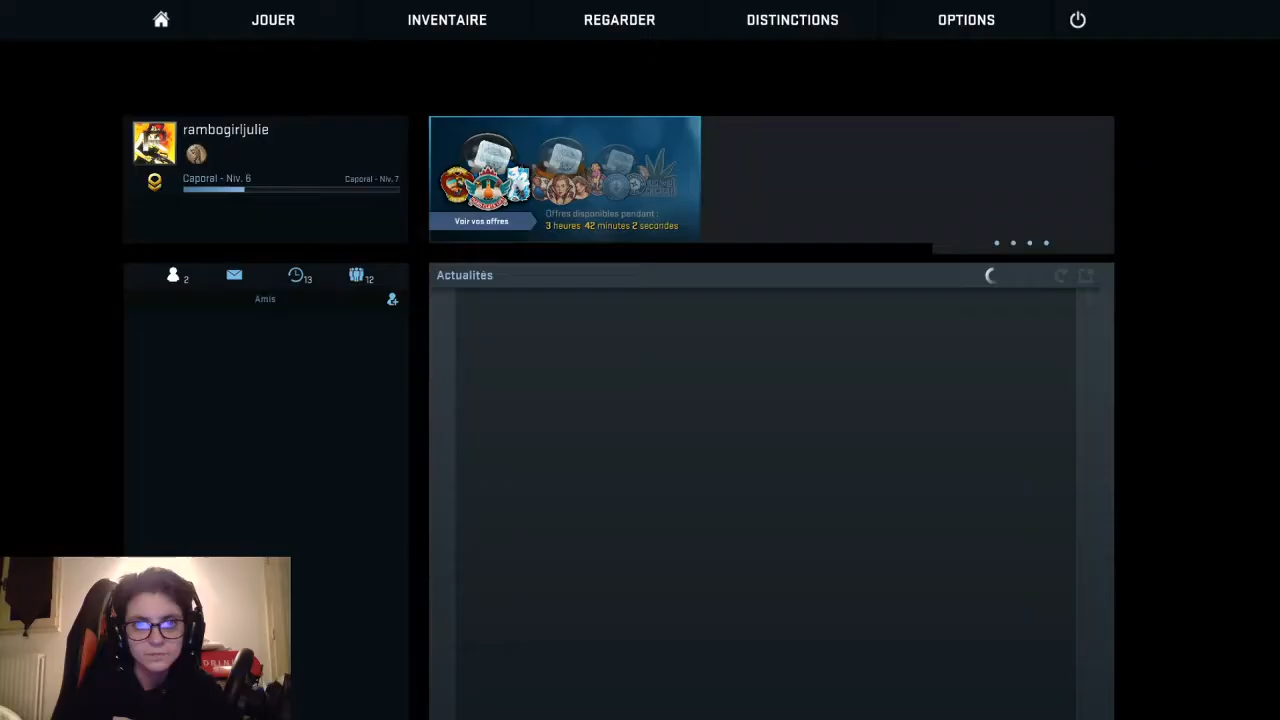 JOUER
INVENTAIRE
REGARDER
DISTINCTIONS
OPTIONS
rambogirljulie
Caporal - Niv. 6
Caporal - Niv. 7
Voir vos offres
Offres disponibles pendant :
3 heures 42 minutes 2 secondes
2
13
12
Amis
Actualités
DRINK